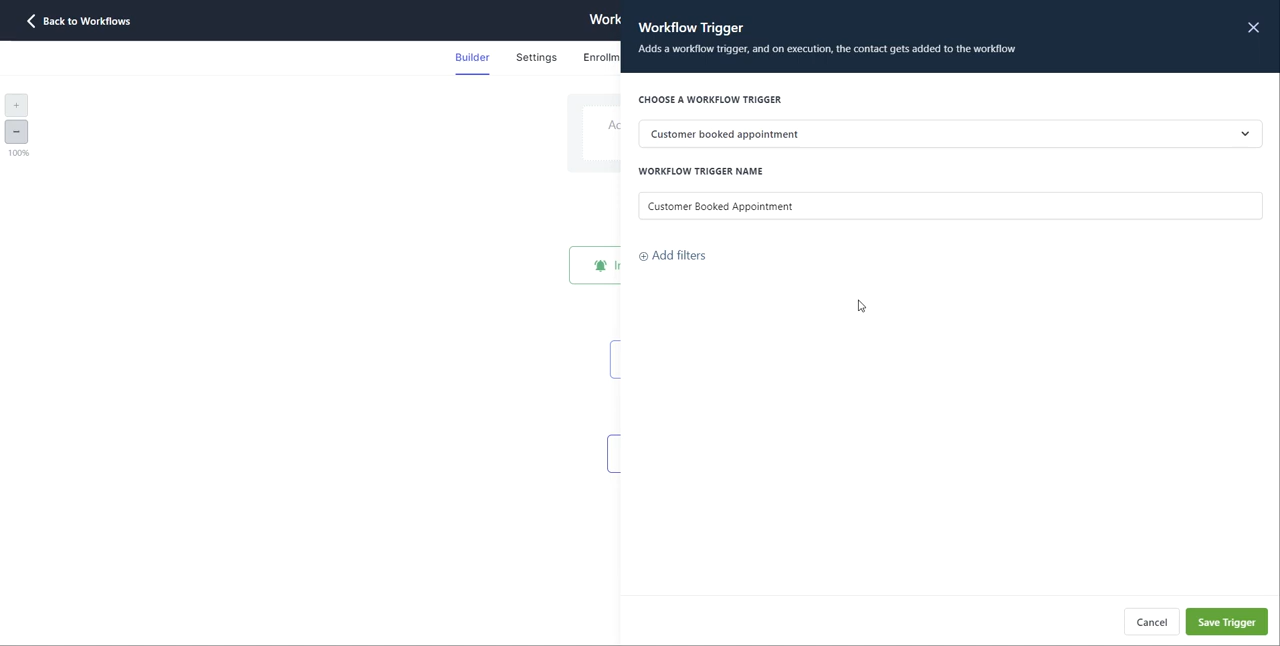 Back to Workflows
Work
Builder
Settings
Enrollm
+
−
100%
Ac
Workflow Trigger
Adds a workflow trigger, and on execution, the contact gets added to the workflow
CHOOSE A WORKFLOW TRIGGER
Customer booked appointment
WORKFLOW TRIGGER NAME
Customer Booked Appointment
Add filters
Cancel
Save Trigger